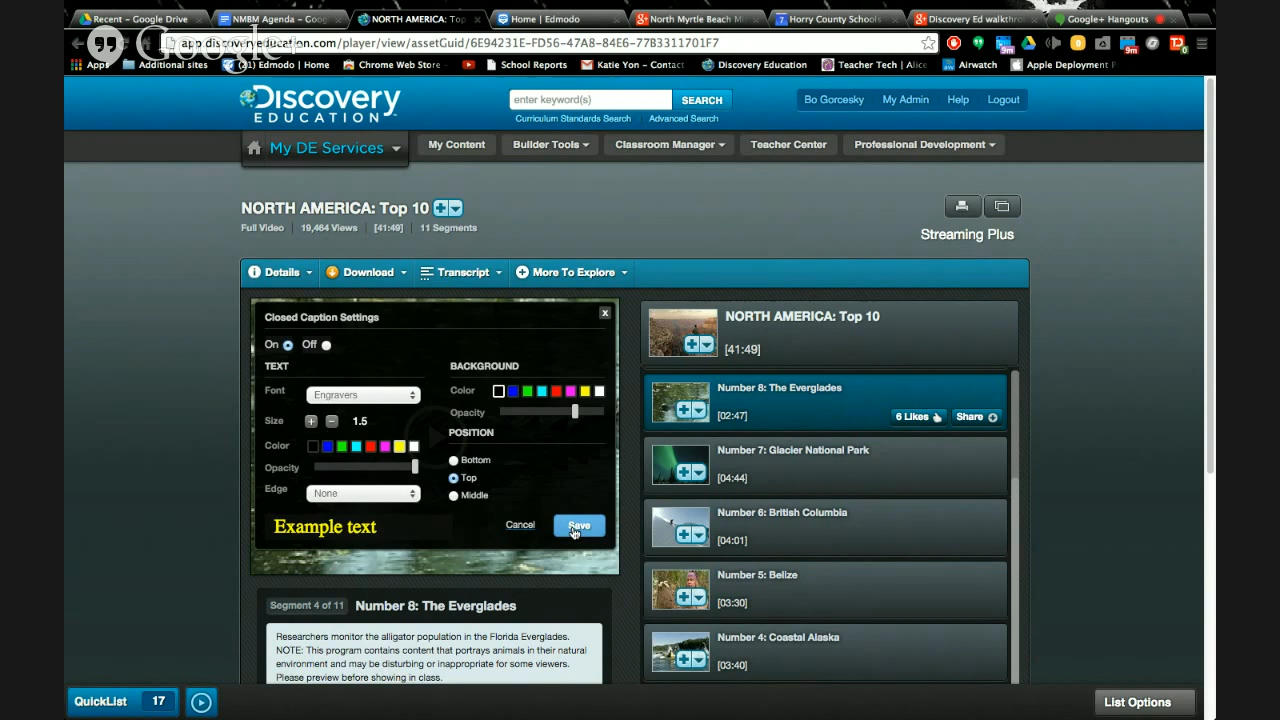 Recent - Google Drive
NMBM Agenda - Goog
NORTH AMERICA: Top
Home | Edmodo
North Myrtle Beach M
Horry County Schools
Discovery Ed walkthro
Google+ Hangouts
app.discoveryeducation.com/player/view/assetGuid/6E94231E-FD56-47A8-84E6-77B3311701F7
Google+
Apps
Additional sites
Edmodo | Home
Chrome Web Store
School Reports
Katie Yon - Contact
Discovery Education
Teacher Tech | Alice
Airwatch
Apple Deployment P
Discovery
EDUCATION
enter keyword(s)
SEARCH
Curriculum Standards Search
Advanced Search
Bo Gorcesky
My Admin
Help
Logout
My DE Services
My Content
Builder Tools
Classroom Manager
Teacher Center
Professional Development
NORTH AMERICA: Top 10
Full Video | 19,464 Views | [41:49] | 11 Segments
Streaming Plus
Details
Download
Transcript
More To Explore
Closed Caption Settings
x
On
Off
TEXT
Font
Engravers
Size
+
-
1.5
Color
Opacity
Edge
None
Example text
BACKGROUND
Color
Opacity
POSITION
Bottom
Top
Middle
Cancel
Save
NORTH AMERICA: Top 10
[41:49]
Number 8: The Everglades
[02:47]
6 Likes
Share
Number 7: Glacier National Park
[04:44]
Number 6: British Columbia
[04:01]
Number 5: Belize
[03:30]
Number 4: Coastal Alaska
[03:40]
Segment 4 of 11
Number 8: The Everglades
Researchers monitor the alligator population in the Florida Everglades.
NOTE: This program contains content that portrays animals in their natural
environment and may be disturbing or inappropriate for some viewers.
Please preview before showing in class.
QuickList
17
List Options